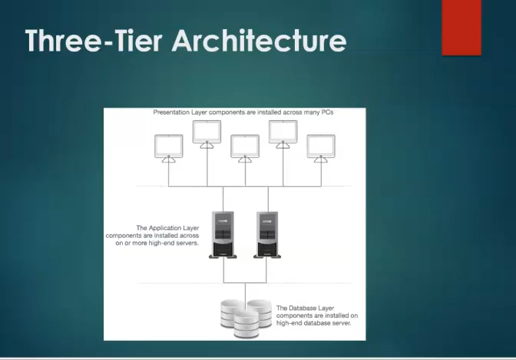 Three-Tier Architecture
Presentation Layer components are installed across many PCs
The Application Layer
components are installed across
on or more high-end servers.
The Database Layer
components are installed on
high-end database server.